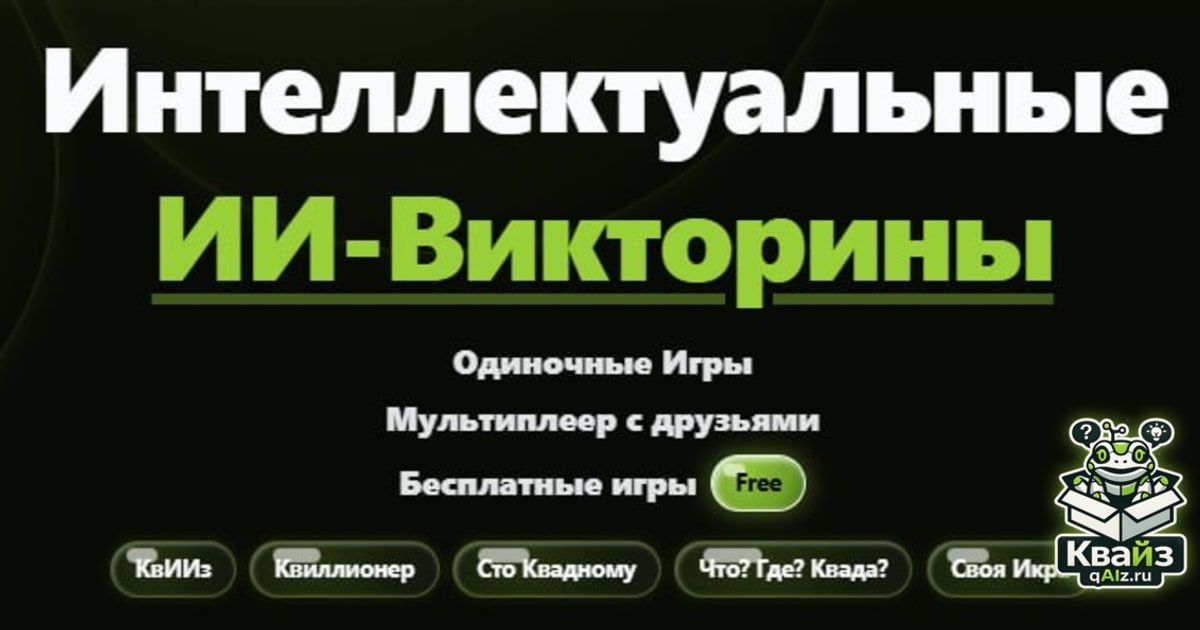 Интеллектуальные
ИИ-Викторины
Одиночные Игры
Мультиплеер с друзьями
Бесплатные игры Free
КвИИз Квиллионер Сто Квадному Что? Где? Квада? Своя
?
Квайз
qAIz.ru